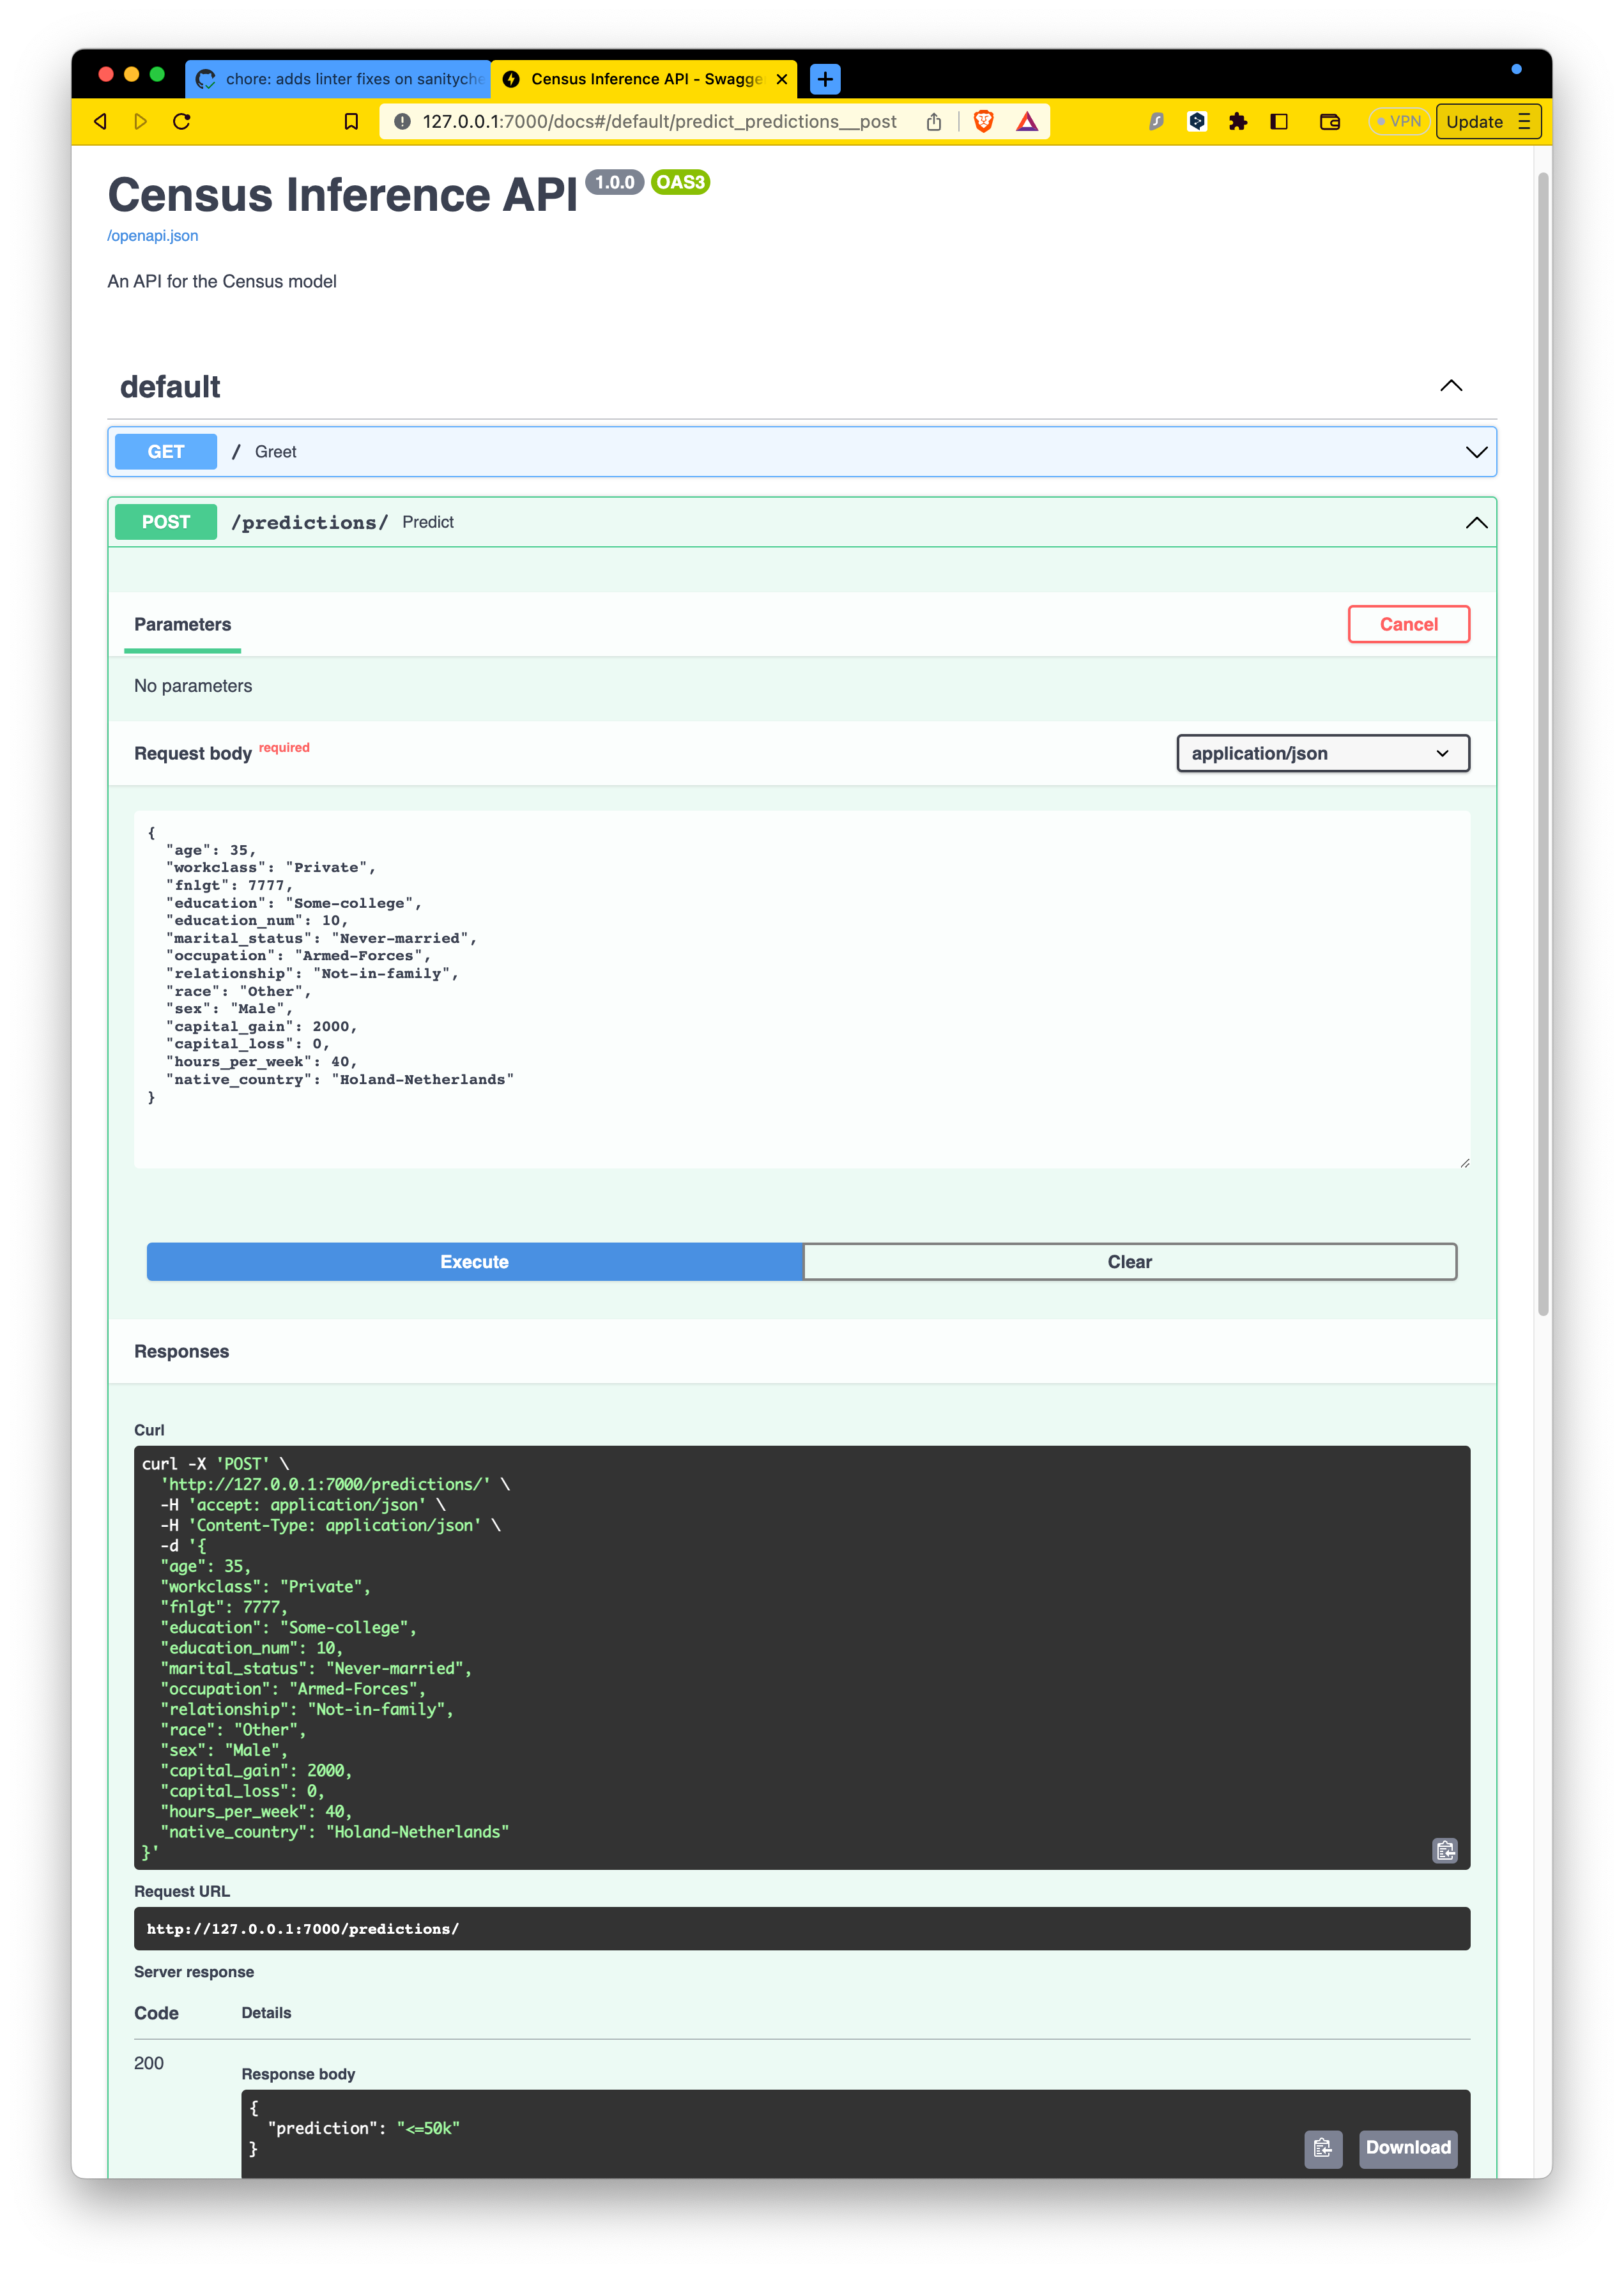 chore: adds linter fixes on sanityche
Census Inference API - Swagge
127.0.0.1:7000/docs#/default/predict_predictions__post
VPN
Update
Census Inference API 1.0.0 OAS3
/openapi.json
An API for the Census model
default
GET / Greet
POST /predictions/ Predict
Parameters
Cancel
No parameters
Request body required
application/json
{
"age": 35,
"workclass": "Private",
"fnlgt": 7777,
"education": "Some-college",
"education_num": 10,
"marital_status": "Never-married",
"occupation": "Armed-Forces",
"relationship": "Not-in-family",
"race": "Other",
"sex": "Male",
"capital_gain": 2000,
"capital_loss": 0,
"hours_per_week": 40,
"native_country": "Holand-Netherlands"
}
Execute
Clear
Responses
Curl
curl -X 'POST' \
'http://127.0.0.1:7000/predictions/' \
-H 'accept: application/json' \
-H 'Content-Type: application/json' \
-d '{
"age": 35,
"workclass": "Private",
"fnlgt": 7777,
"education": "Some-college",
"education_num": 10,
"marital_status": "Never-married",
"occupation": "Armed-Forces",
"relationship": "Not-in-family",
"race": "Other",
"sex": "Male",
"capital_gain": 2000,
"capital_loss": 0,
"hours_per_week": 40,
"native_country": "Holand-Netherlands"
}'
Request URL
http://127.0.0.1:7000/predictions/
Server response
Code Details
200
Response body
{
"prediction": "<=50k"
}
Download